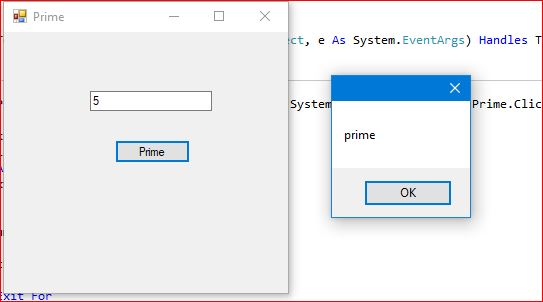 Prime
ect, e As System.EventArgs) Handles T
5
System
Prime.Clic
Prime
prime
OK
Exit For